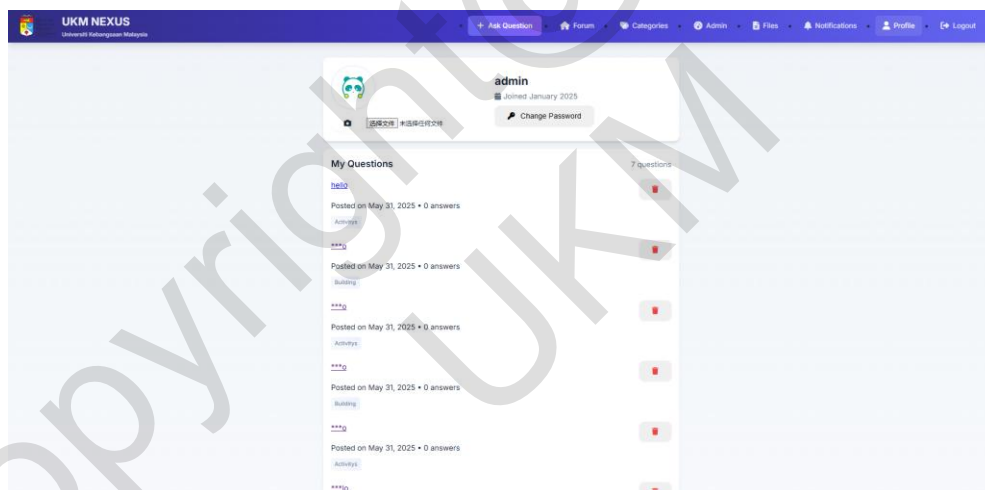 UKM NEXUS
Universiti Kebangsaan Malaysia
+ Ask Question
Forum
Categories
Admin
Files
Notifications
Profile
Logout
admin
Joined January 2025
选择文件 未选择任何文件
Change Password
My Questions
7 questions
hello
Posted on May 31, 2025 • 0 answers
Activitys
***o
Posted on May 31, 2025 • 0 answers
Building
***o
Posted on May 31, 2025 • 0 answers
Activitys
***o
Posted on May 31, 2025 • 0 answers
Building
***o
Posted on May 31, 2025 • 0 answers
Activitys
Copyright@
UKM